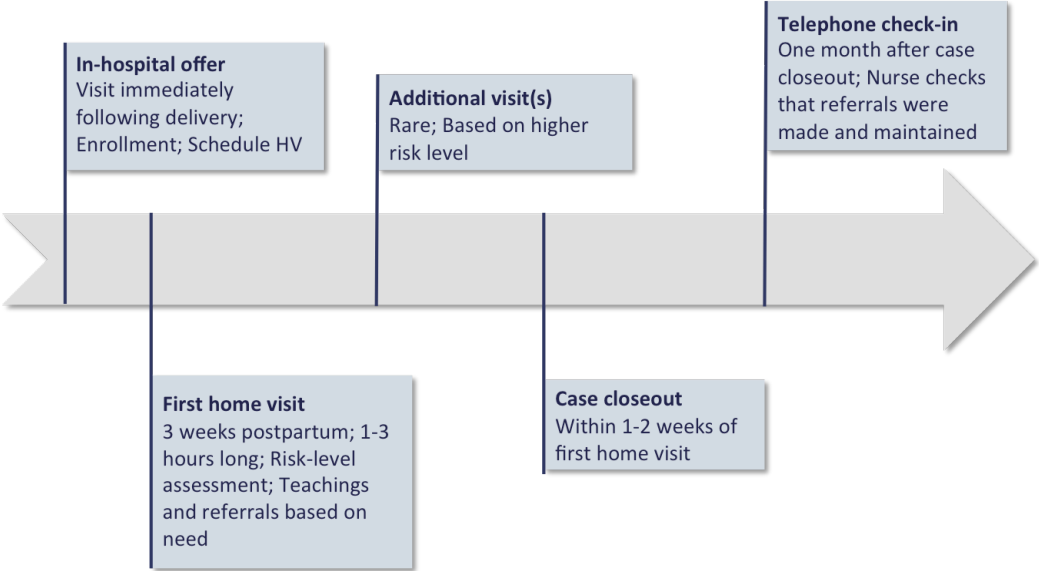 In-hospital offer
Visit immediately
following delivery;
Enrollment; Schedule HV
First home visit
3 weeks postpartum; 1-3
hours long; Risk-level
assessment; Teachings
and referrals based on
need
Additional visit(s)
Rare; Based on higher
risk level
Case closeout
Within 1-2 weeks of
first home visit
Telephone check-in
One month after case
closeout; Nurse checks
that referrals were
made and maintained